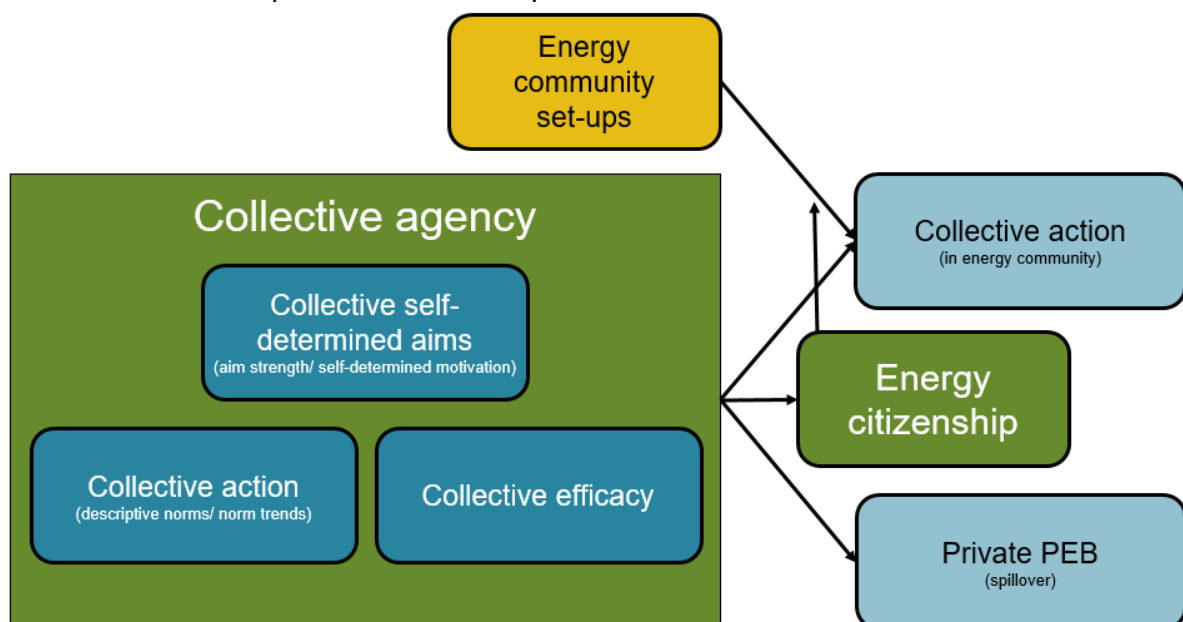 Energy
community
set-ups
Collective agency
Collective self-
determined aims
(aim strength/ self-determined motivation)
Collective action
(descriptive norms/ norm trends)
Collective efficacy
Collective action
(in energy community)
Energy
citizenship
Private PEB
(spillover)